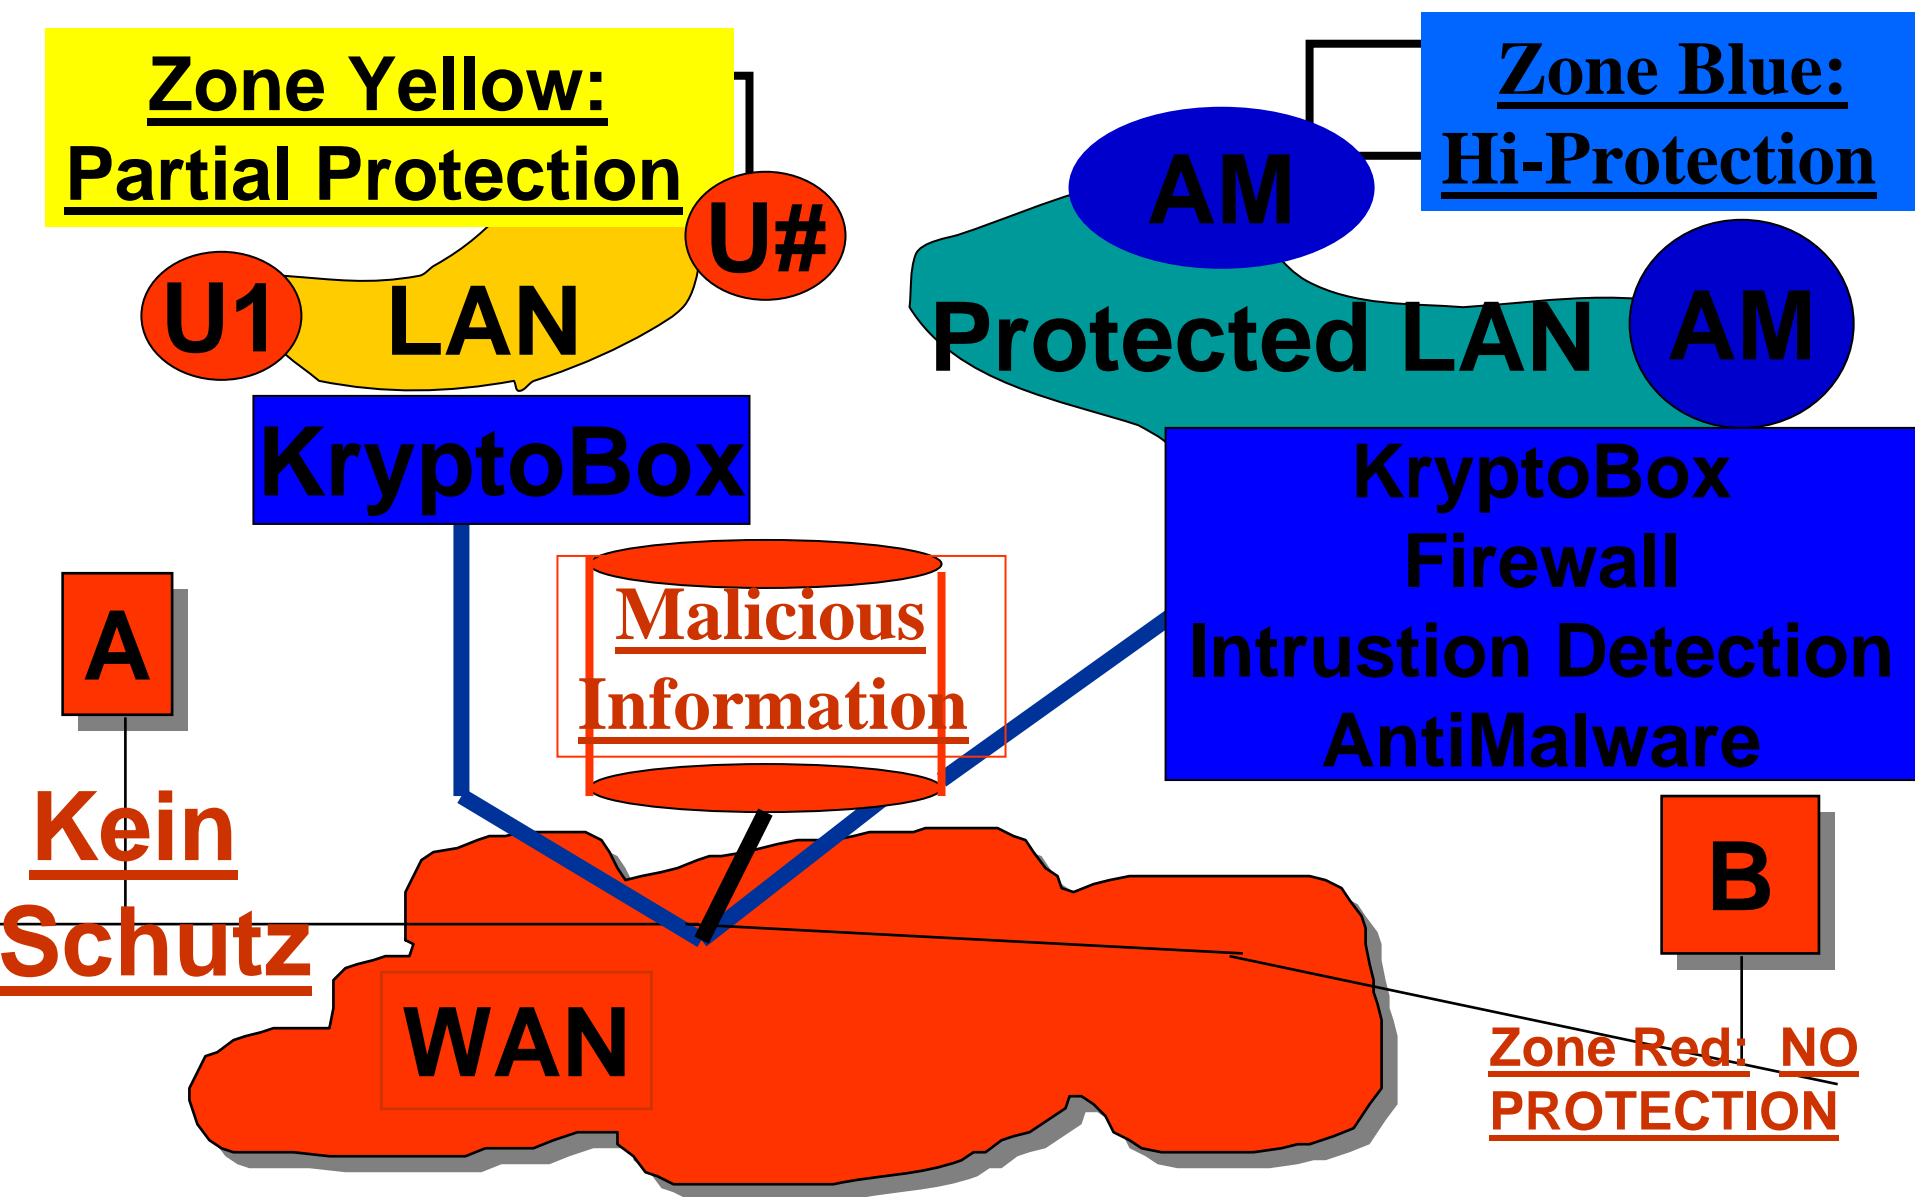 Zone Yellow:
Partial Protection
U#
U1
LAN
KryptoBox
Zone Blue:
Hi-Protection
AM
Protected LAN
AM
KryptoBox
Firewall
Intrustion Detection
AntiMalware
Malicious
Information
A
Kein
Schutz
B
WAN
Zone Red: NO
PROTECTION